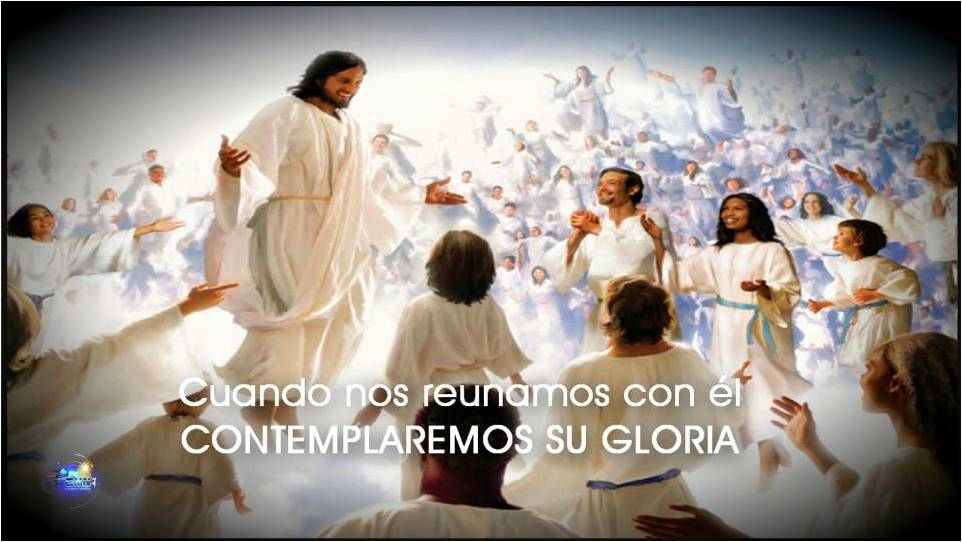 Cuando nos reunamos con él
CONTEMPLAREMOS SU GLORIA